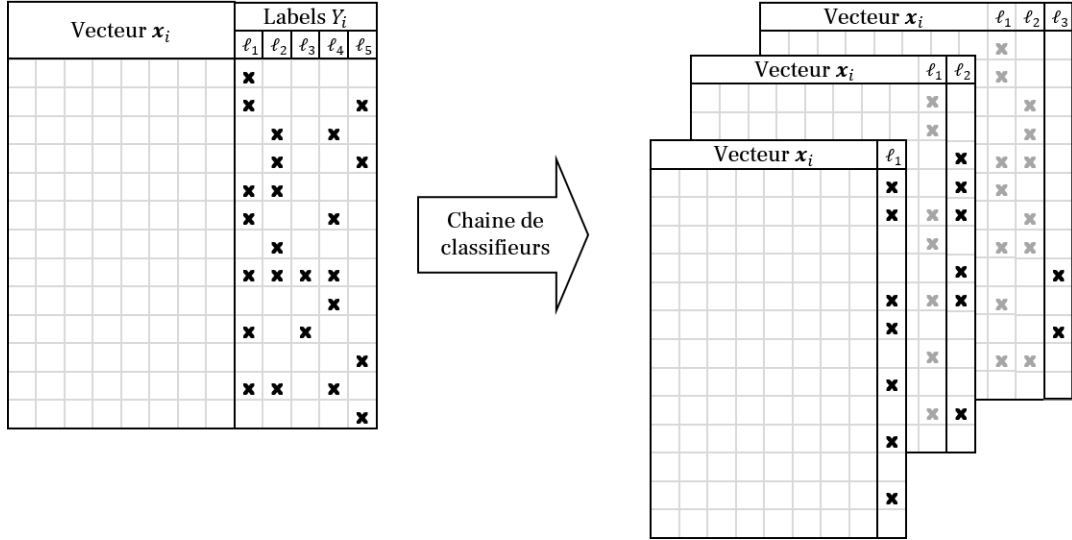 Vecteur xᵢ
Labels Yᵢ
ℓ₁ ℓ₂ ℓ₃ ℓ₄ ℓ₅
Chaine de
classifieurs
Vecteur xᵢ ℓ₁ ℓ₂ ℓ₃
Vecteur xᵢ ℓ₁ ℓ₂
Vecteur xᵢ ℓ₁